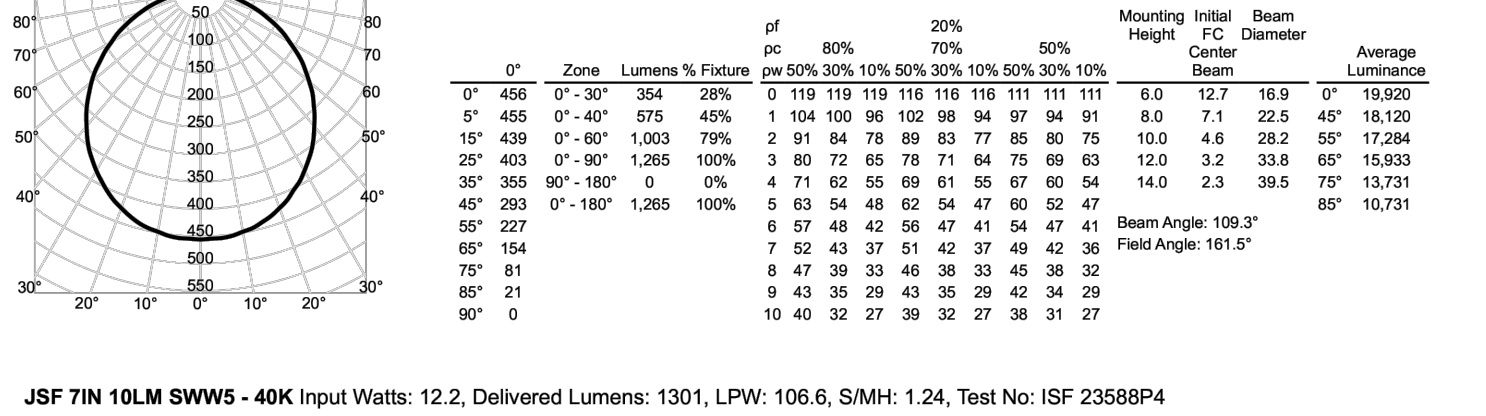 50
80° 80
100
70° 70
150
60° 200 60
250
50° 50°
300
350
40° 400 40°
450
500
30° 550 30°
20° 10° 0° 10° 20°
0°
0° 456
5° 455
15° 439
25° 403
35° 355
45° 293
55° 227
65° 154
75° 81
85° 21
90° 0
Zone Lumens % Fixture
0° - 30° 354 28%
0° - 40° 575 45%
0° - 60° 1,003 79%
0° - 90° 1,265 100%
90° - 180° 0 0%
0° - 180° 1,265 100%
ρf 20%
ρc 80% 70% 50%
ρw 50% 30% 10% 50% 30% 10% 50% 30% 10%
0 119 119 119 116 116 116 111 111 111
1 104 100 96 102 98 94 97 94 91
2 91 84 78 89 83 77 85 80 75
3 80 72 65 78 71 64 75 69 63
4 71 62 55 69 61 55 67 60 54
5 63 54 48 62 54 47 60 52 47
6 57 48 42 56 47 41 54 47 41
7 52 43 37 51 42 37 49 42 36
8 47 39 33 46 38 33 45 38 32
9 43 35 29 43 35 29 42 34 29
10 40 32 27 39 32 27 38 31 27
Mounting Initial Beam
Height FC Diameter
Center
Beam
6.0 12.7 16.9
8.0 7.1 22.5
10.0 4.6 28.2
12.0 3.2 33.8
14.0 2.3 39.5
Beam Angle: 109.3°
Field Angle: 161.5°
Average
Luminance
0° 19,920
45° 18,120
55° 17,284
65° 15,933
75° 13,731
85° 10,731
JSF 7IN 10LM SWW5 - 40K Input Watts: 12.2, Delivered Lumens: 1301, LPW: 106.6, S/MH: 1.24, Test No: ISF 23588P4